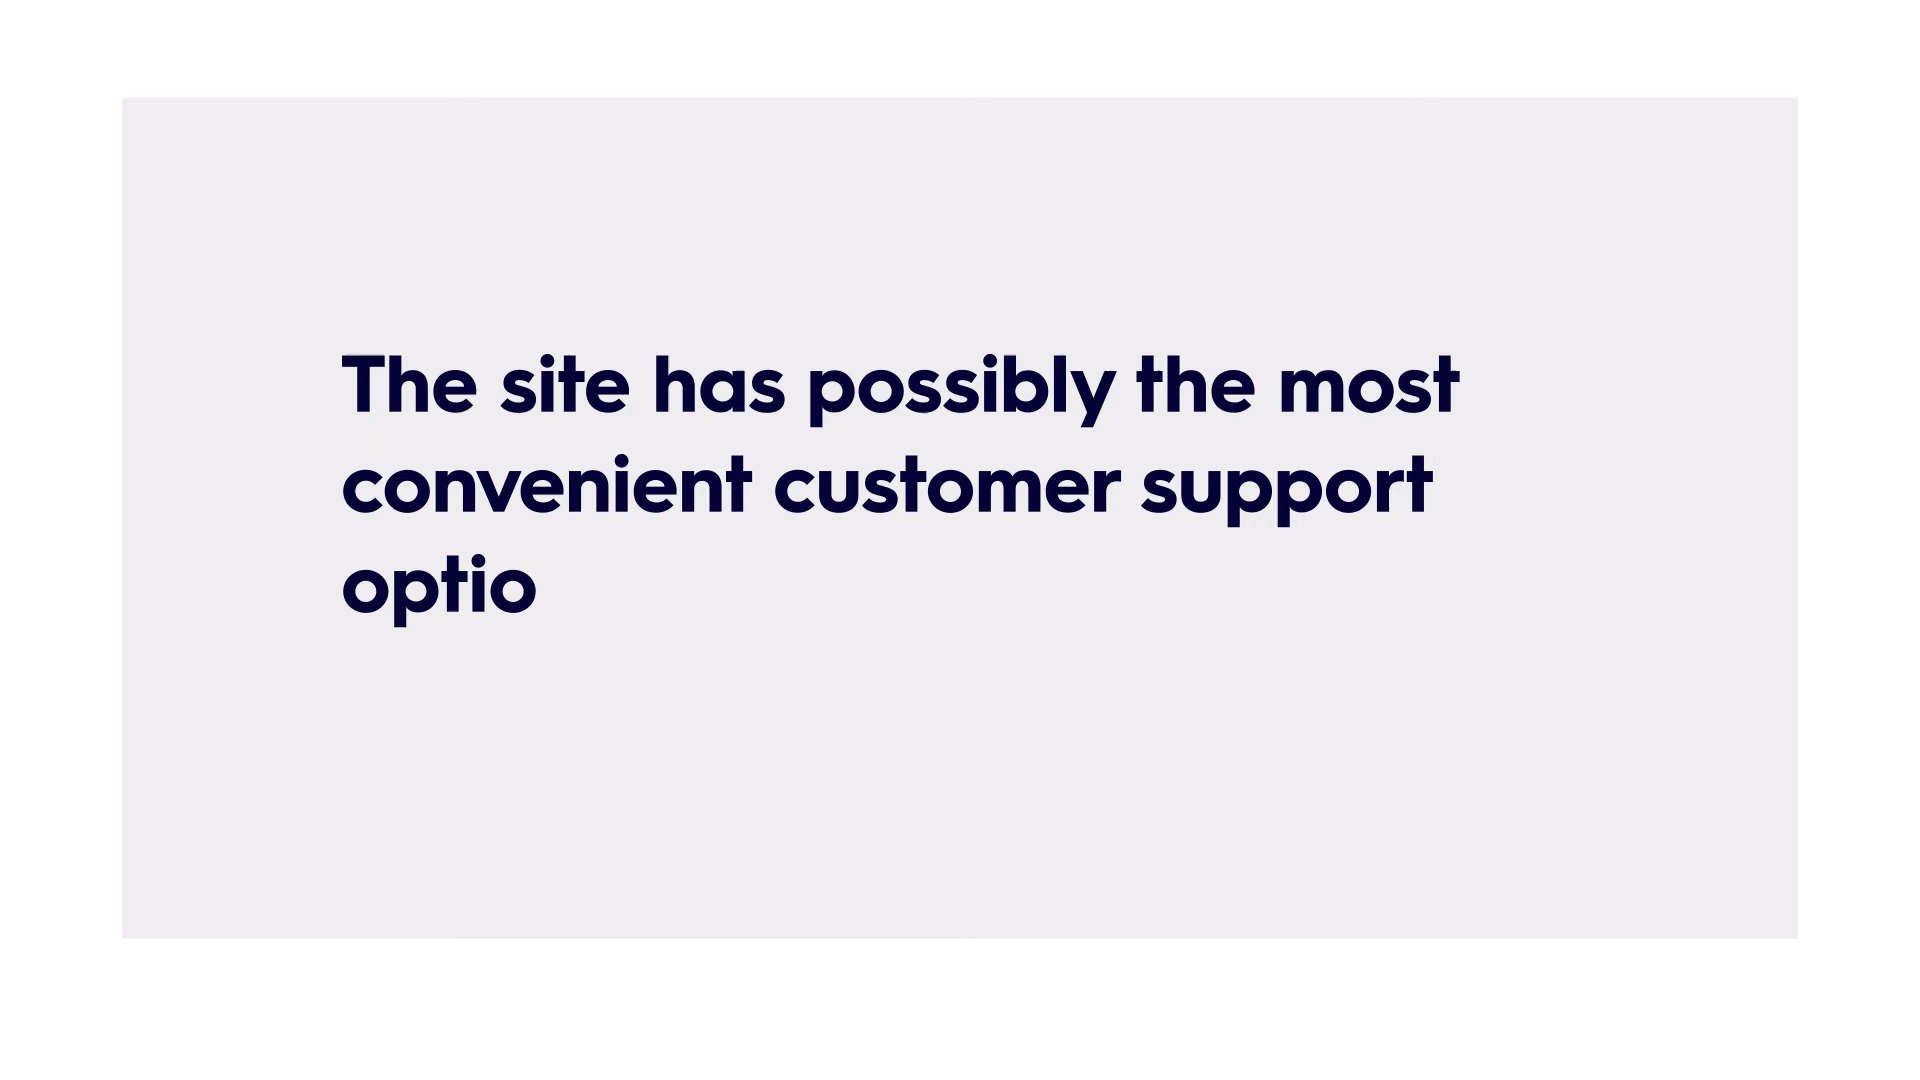 The site has possibly the most
convenient customer support
optio